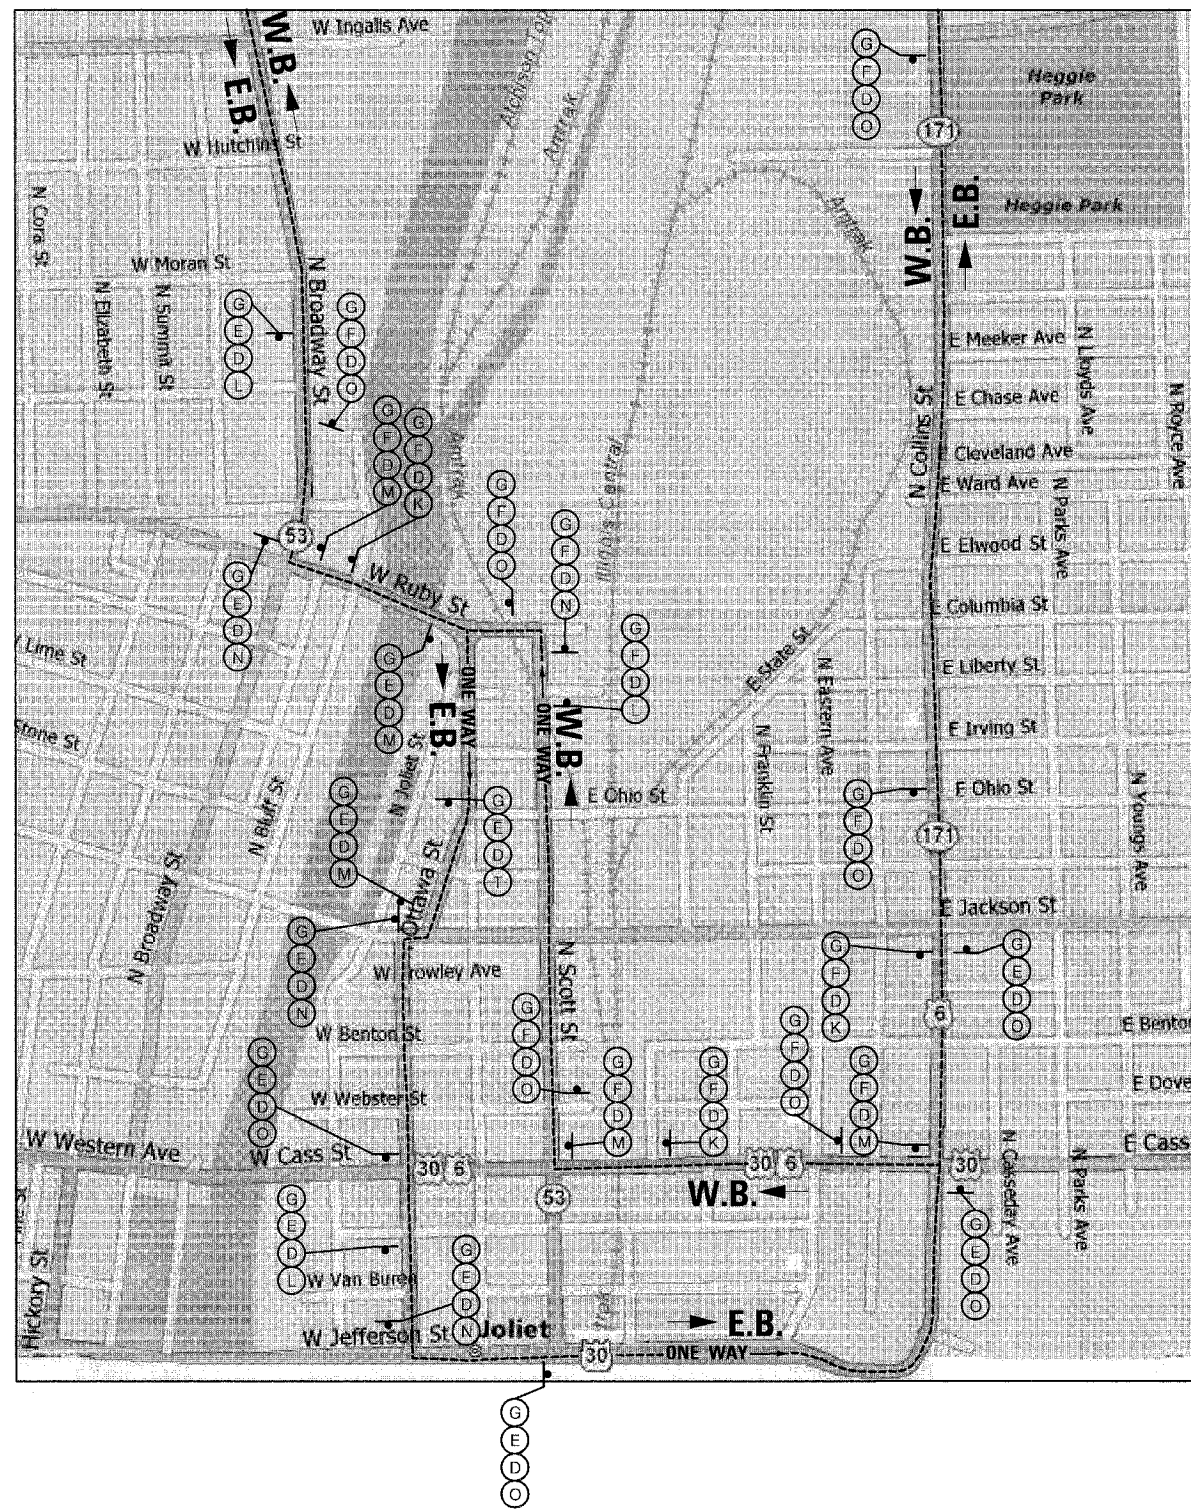 W Ingalls Ave
W.B.
E.B.
W Hutchins St
N Cora St
W Moran St
N Elizabeth St
N Summa St
N Broadway St
G
E
D
L
G
F
D
O
G
F
D
M
G
F
D
K
Atchison Top
Amtrak
Amtrak
Amtrak
G
F
D
O
171
Heggie
Park
Heggie Park
W.B.
E.B.
E Meeker Ave
N Lloyds Ave
E Chase Ave
N Royce Ave
N Collins St
E Cleveland Ave
E Ward Ave
N Parks Ave
E Elwood St
E Columbia St
E Liberty St
E Irving St
E Ohio St
N Youngs Ave
171
E Jackson St
53
W Ruby St
G
E
D
N
G
F
D
O
G
F
D
N
G
F
D
L
Illinois Central
Lime St
Stone St
G
E
D
M
E.B.
ONE WAY
ONE WAY
W.B.
E State St
N Eastern Ave
N Franklin St
E Ohio St
N Joliet St
N Bluff St
N Broadway St
Ottawa St
G
E
D
M
G
E
D
T
G
F
D
O
G
E
D
N
W Crowley Ave
N Scott St
W Benton St
W Webster St
G
E
D
O
G
F
D
O
G
F
D
M
G
F
D
K
G
F
D
O
G
F
D
K
G
F
D
M
G
E
D
O
6
E Benton
E Dove
E Cass
W Western Ave
W Cass St
30
6
53
30
6
30
W.B.
N Casseday Ave
N Parks Ave
G
E
D
O
G
E
D
L
W Van Buren
G
E
D
N
W Jefferson St
Joliet
Hickory St
E.B.
30
ONE WAY
G
E
D
O